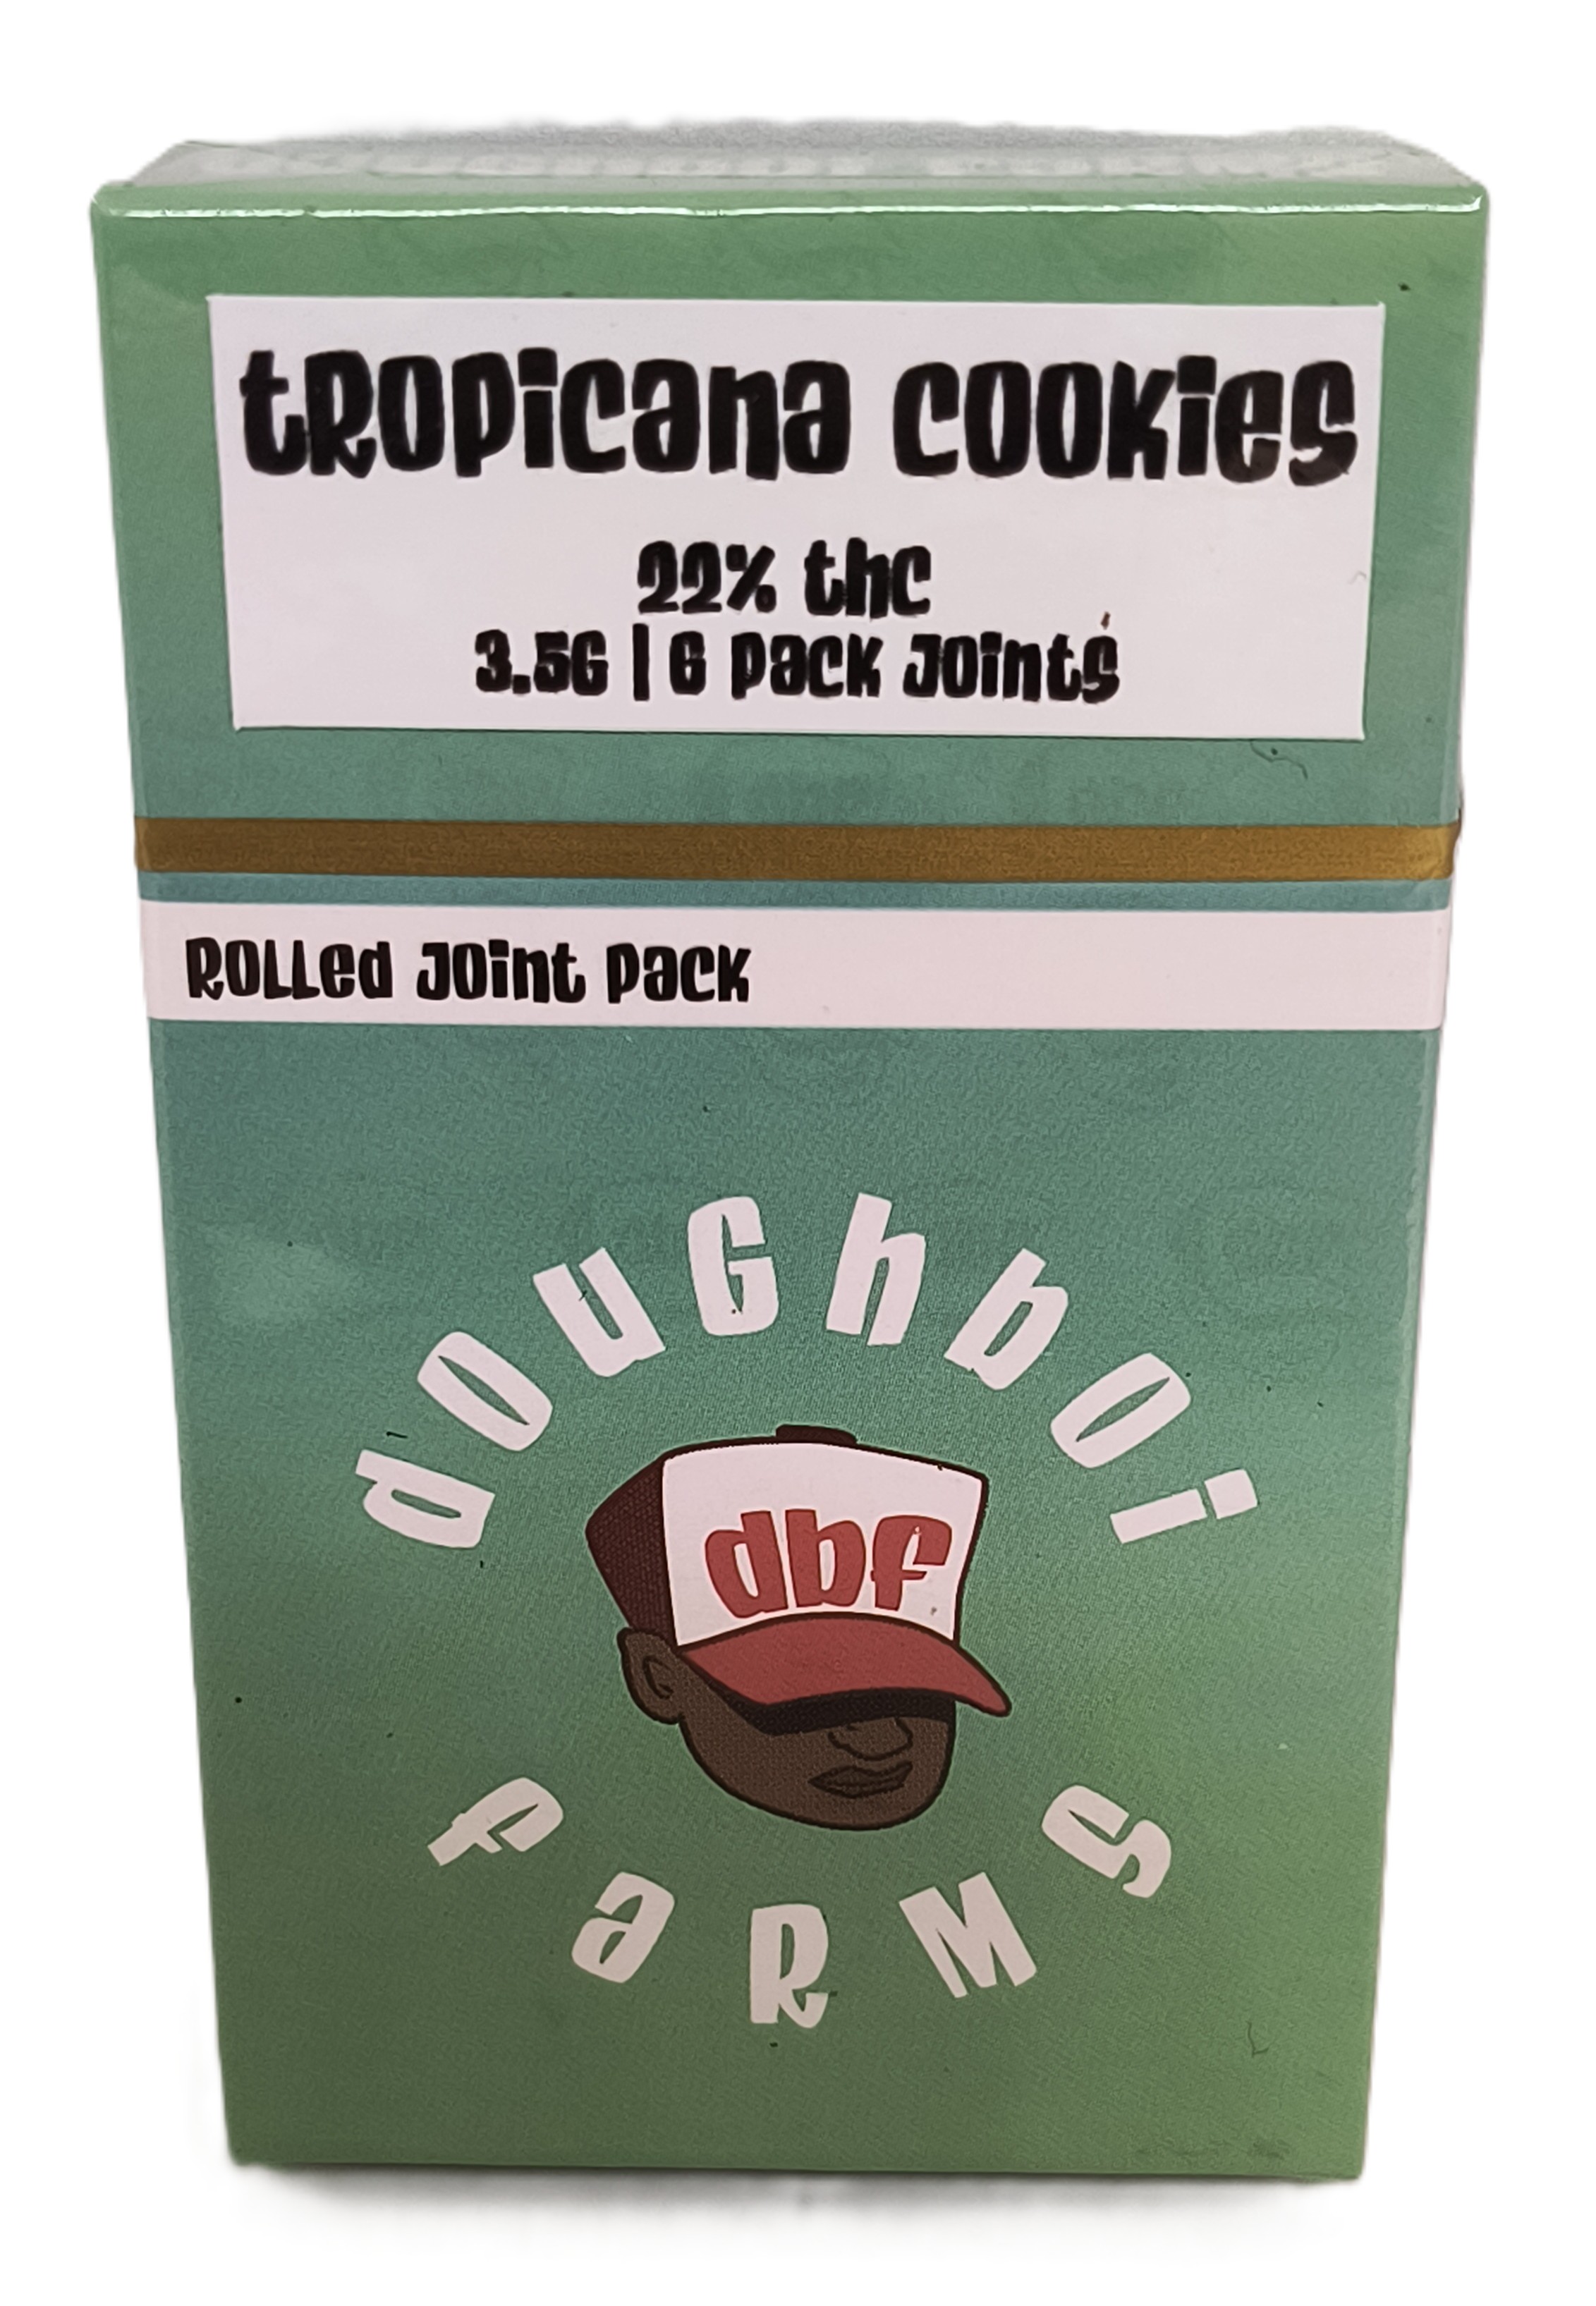 tropicana cookies
22% thc
3.5G | 6 pack joints
Rolled joint pack
doughboi
dbf
farms